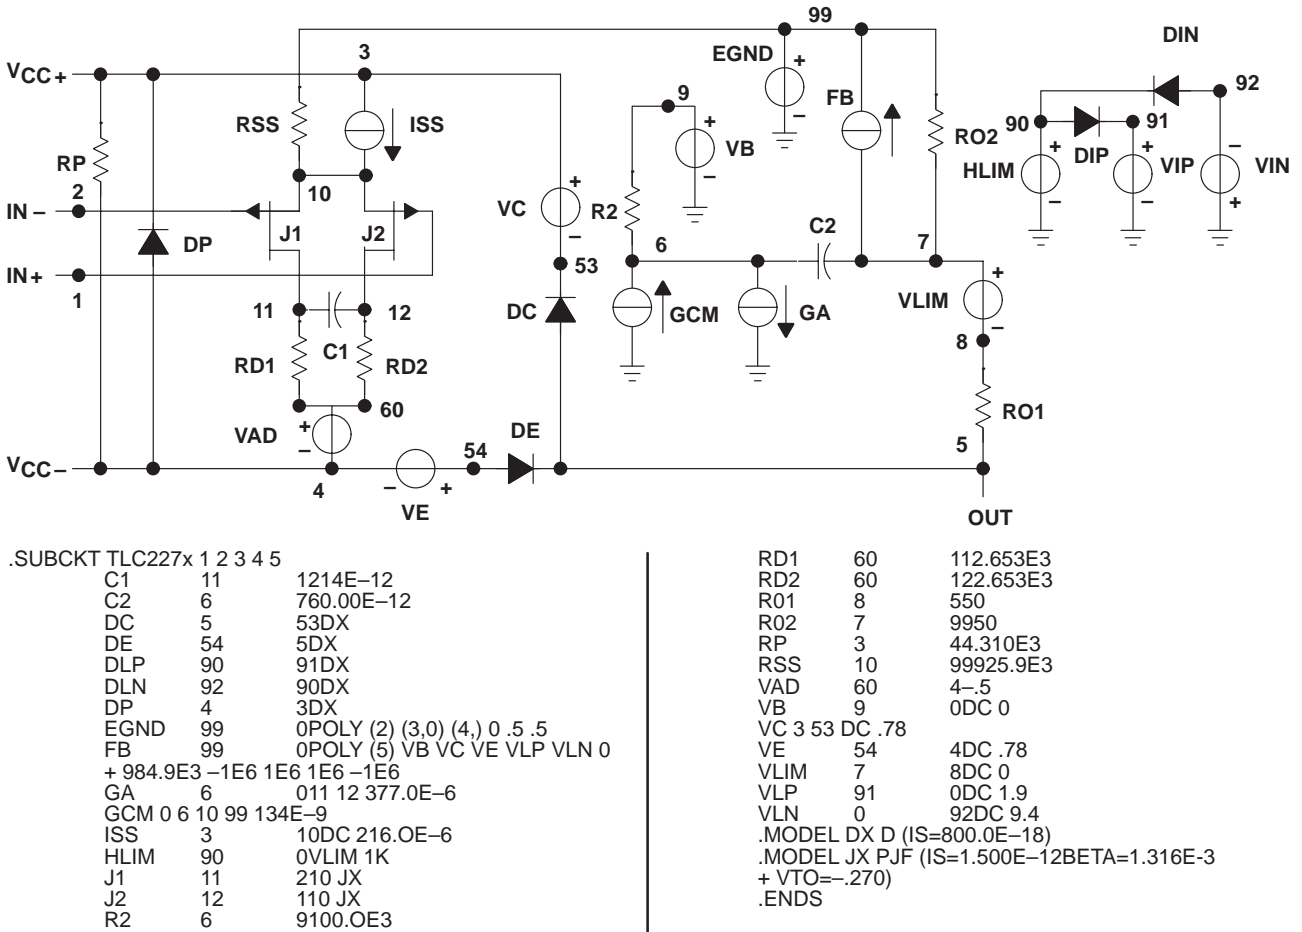 99
DIN
3
EGND
+
VCC+
+
–
92
9
FB
RSS
ISS
+
90
91
RO2
VB
DIP
–
+
+
–
RP
HLIM
VIP
VIN
10
2
–
–
+
+
IN–
VC
R2
C2
J1
J2
–
6
7
DP
IN+
53
+
1
VLIM
GCM
GA
11
12
DC
–
C1
8
RD1
RD2
RO1
60
+
VAD
DE
–
54
5
VCC–
4
–
+
VE
OUT
.SUBCKT TLC227x 1 2 3 4 5
C1 11 1214E–12
C2 6 760.00E–12
DC 5 53DX
DE 54 5DX
DLP 90 91DX
DLN 92 90DX
DP 4 3DX
EGND 99 0POLY (2) (3,0) (4,) 0 .5 .5
FB 99 0POLY (5) VB VC VE VLP VLN 0
+ 984.9E3 –1E6 1E6 1E6 –1E6
GA 6 011 12 377.0E–6
GCM 0 6 10 99 134E–9
ISS 3 10DC 216.OE–6
HLIM 90 0VLIM 1K
J1 11 210 JX
J2 12 110 JX
R2 6 9100.OE3
RD1 60 112.653E3
RD2 60 122.653E3
R01 8 550
R02 7 9950
RP 3 44.310E3
RSS 10 99925.9E3
VAD 60 4–.5
VB 9 0DC 0
VC 3 53 DC .78
VE 54 4DC .78
VLIM 7 8DC 0
VLP 91 0DC 1.9
VLN 0 92DC 9.4
.MODEL DX D (IS=800.0E–18)
.MODEL JX PJF (IS=1.500E–12BETA=1.316E-3
+ VTO=–.270)
.ENDS